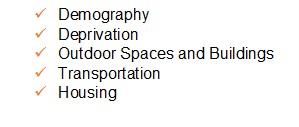 ✓ Demography
✓ Deprivation
✓ Outdoor Spaces and Buildings
✓ Transportation
✓ Housing